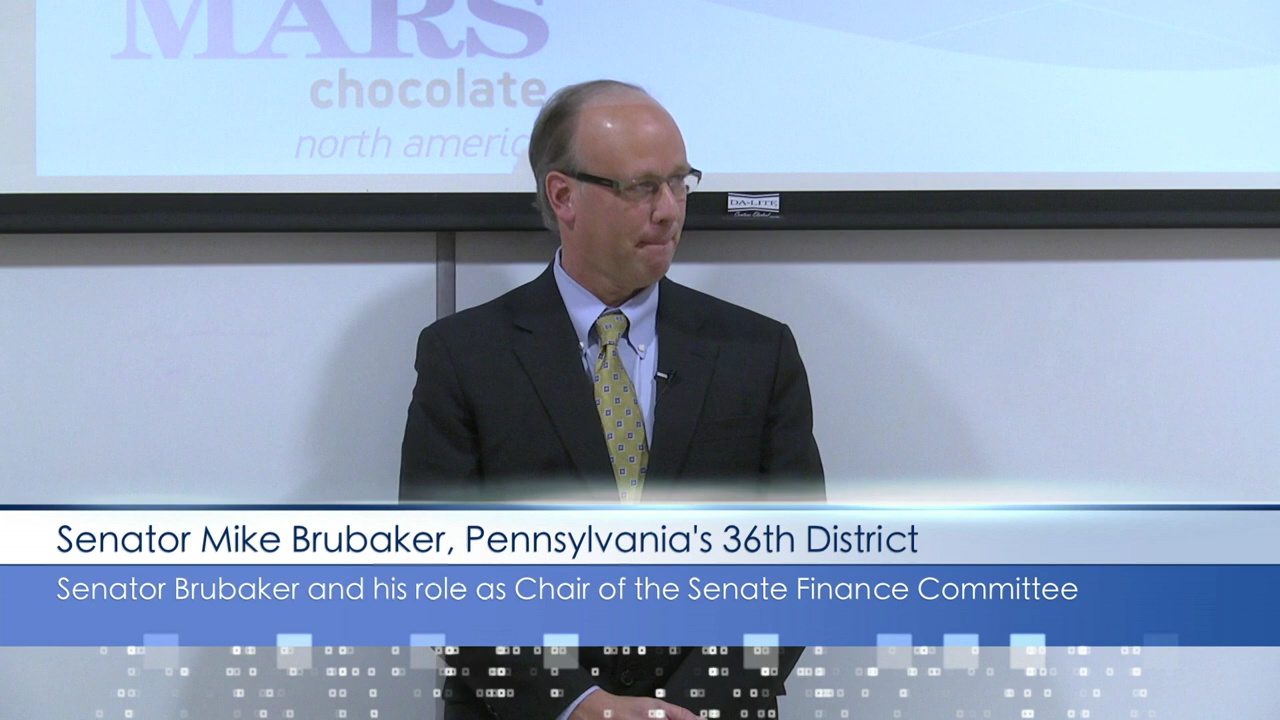 MARS
chocolate
north americ
DA-LITE
Senator Mike Brubaker, Pennsylvania's 36th District
Senator Brubaker and his role as Chair of the Senate Finance Committee